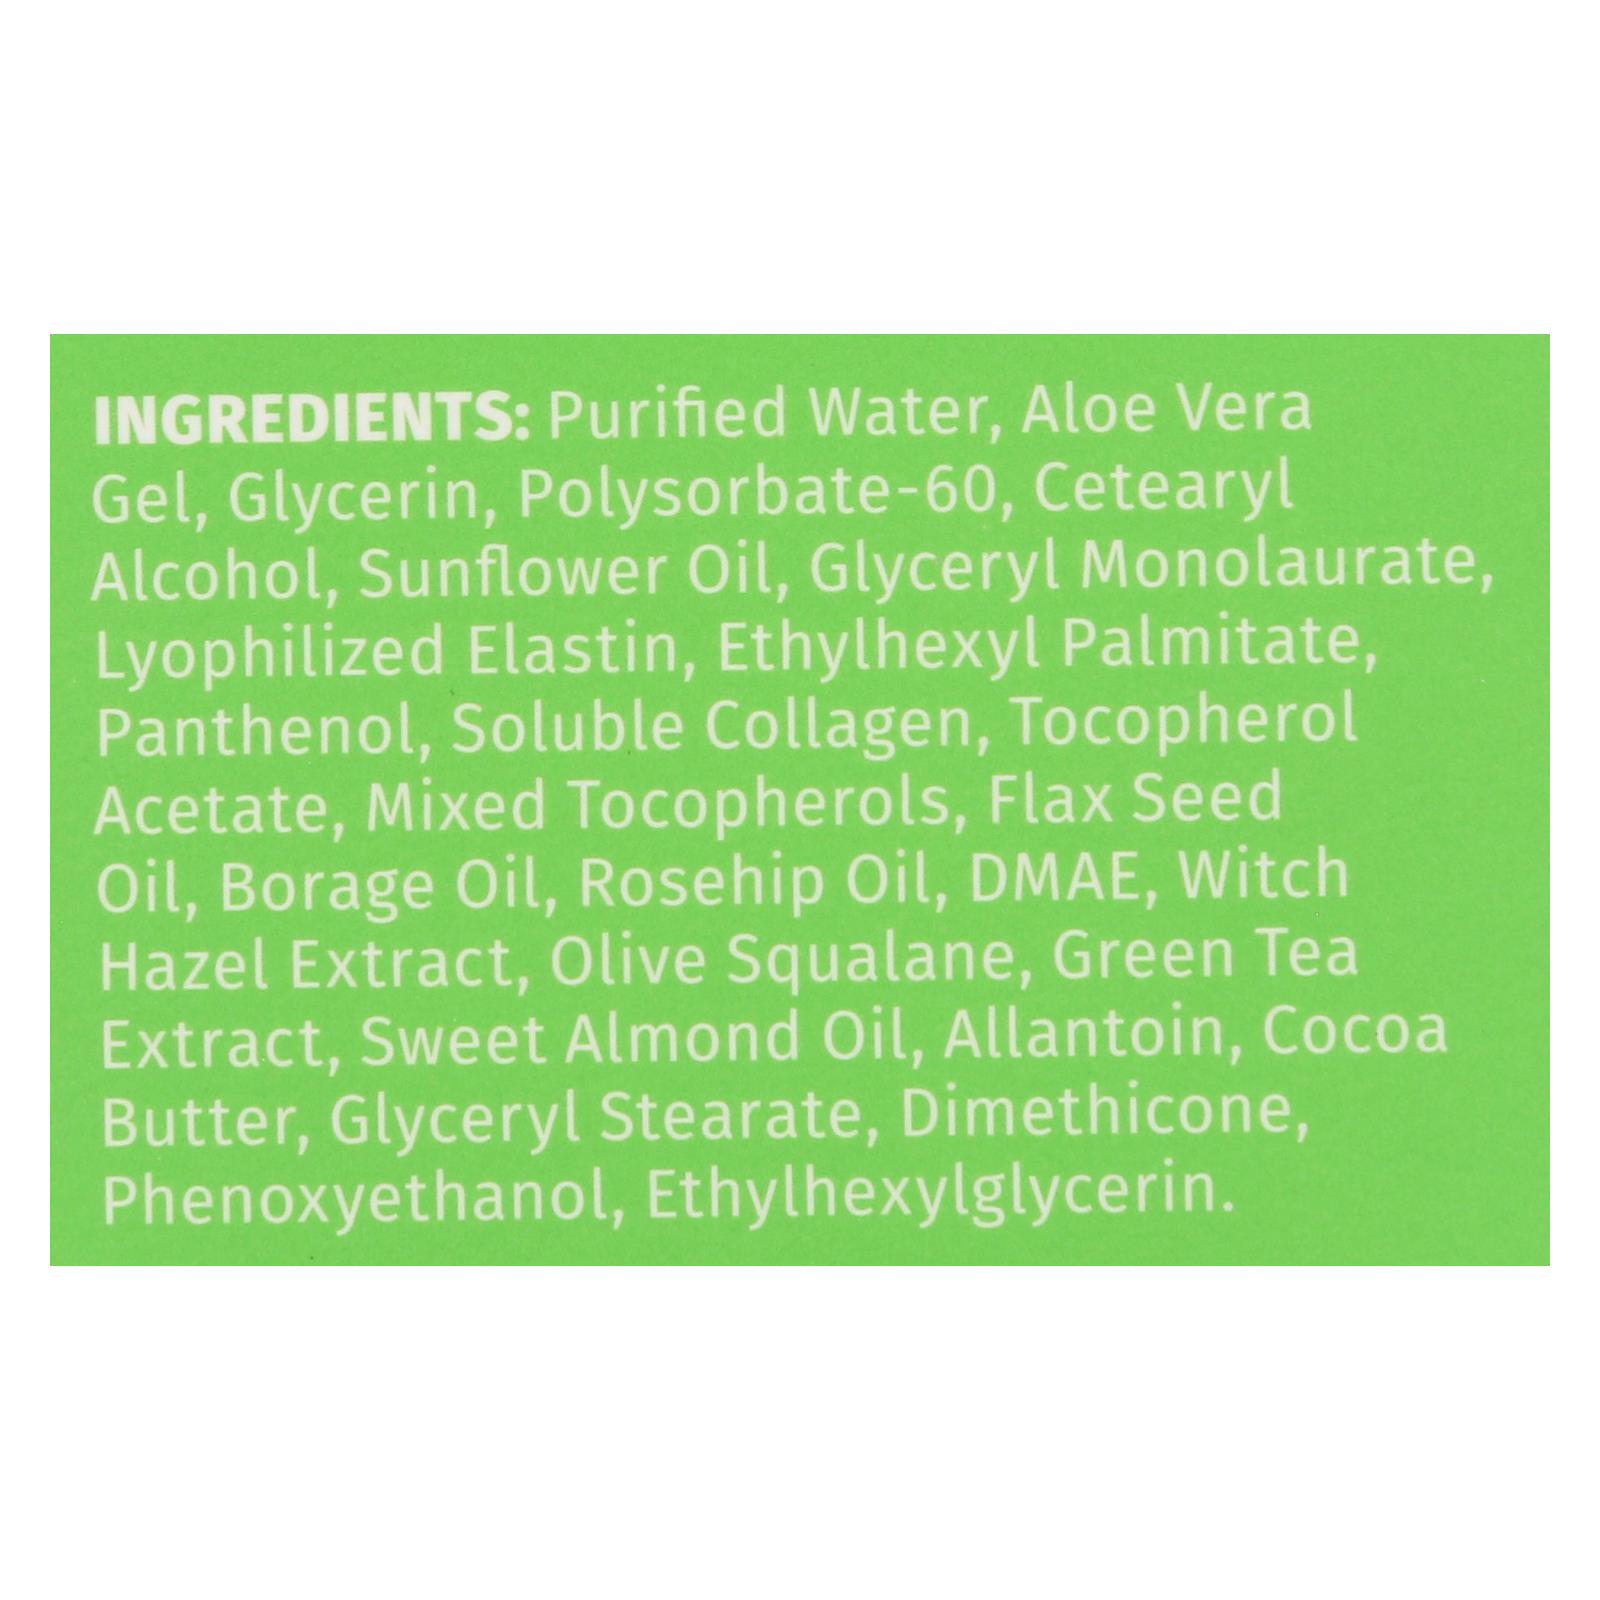 INGREDIENTS: Purified Water, Aloe Vera
Gel, Glycerin, Polysorbate-60, Cetearyl
Alcohol, Sunflower Oil, Glyceryl Monolaurate,
Lyophilized Elastin, Ethylhexyl Palmitate,
Panthenol, Soluble Collagen, Tocopherol
Acetate, Mixed Tocopherols, Flax Seed
Oil, Borage Oil, Rosehip Oil, DMAE, Witch
Hazel Extract, Olive Squalane, Green Tea
Extract, Sweet Almond Oil, Allantoin, Cocoa
Butter, Glyceryl Stearate, Dimethicone,
Phenoxyethanol, Ethylhexylglycerin.